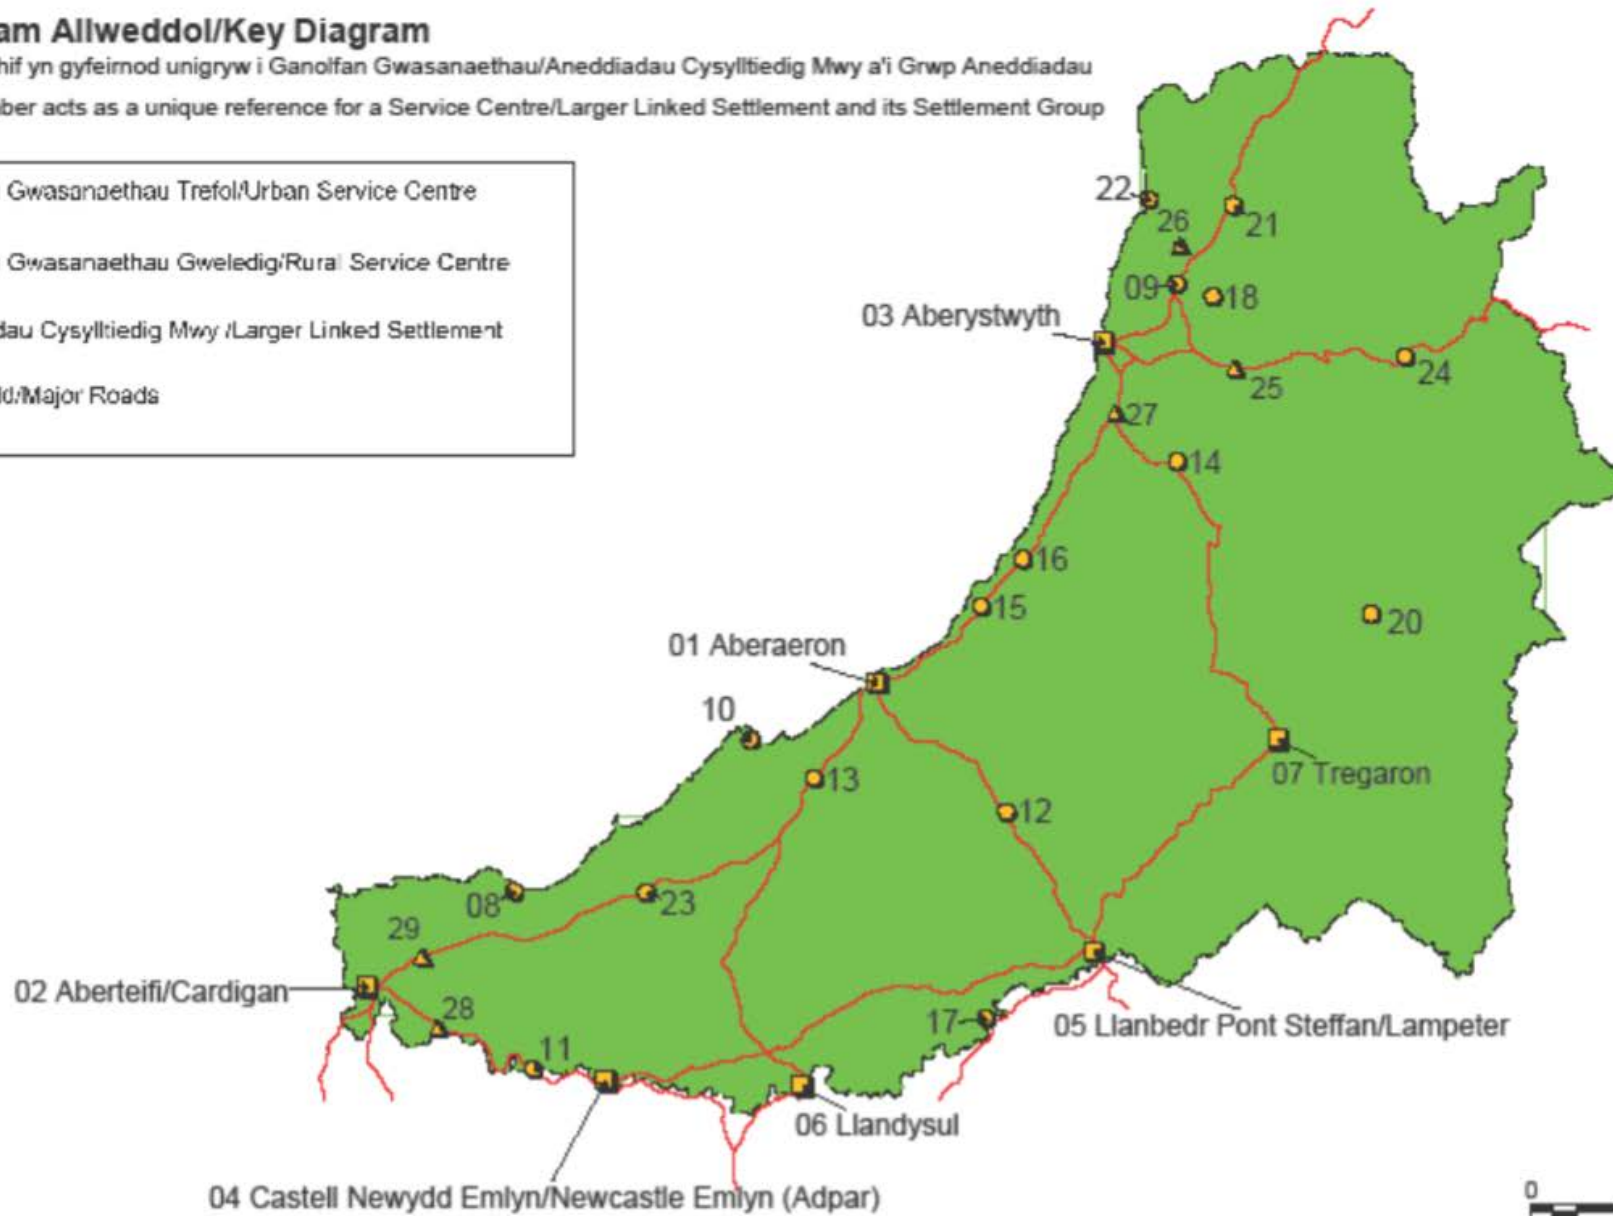 am Allweddol/Key Diagram
hif yn gyfeirnod unigryw i Ganolfan Gwasanaethau/Aneddiadau Cysylltiedig Mwy a'i Grwp Aneddiadau
ber acts as a unique reference for a Service Centre/Larger Linked Settlement and its Settlement Group
Gwasanaethau Trefol/Urban Service Centre
Gwasanaethau Gweledig/Rural Service Centre
dau Cysylltiedig Mwy /Larger Linked Settlement
/Major Roads
22
26
21
09
18
03 Aberystwyth
24
25
27
14
16
15
20
01 Aberaeron
10
13
07 Tregaron
12
08
23
29
02 Aberteifi/Cardigan
28
17
05 Llanbedr Pont Steffan/Lampeter
11
06 Llandysul
04 Castell Newydd Emlyn/Newcastle Emlyn (Adpar)
0